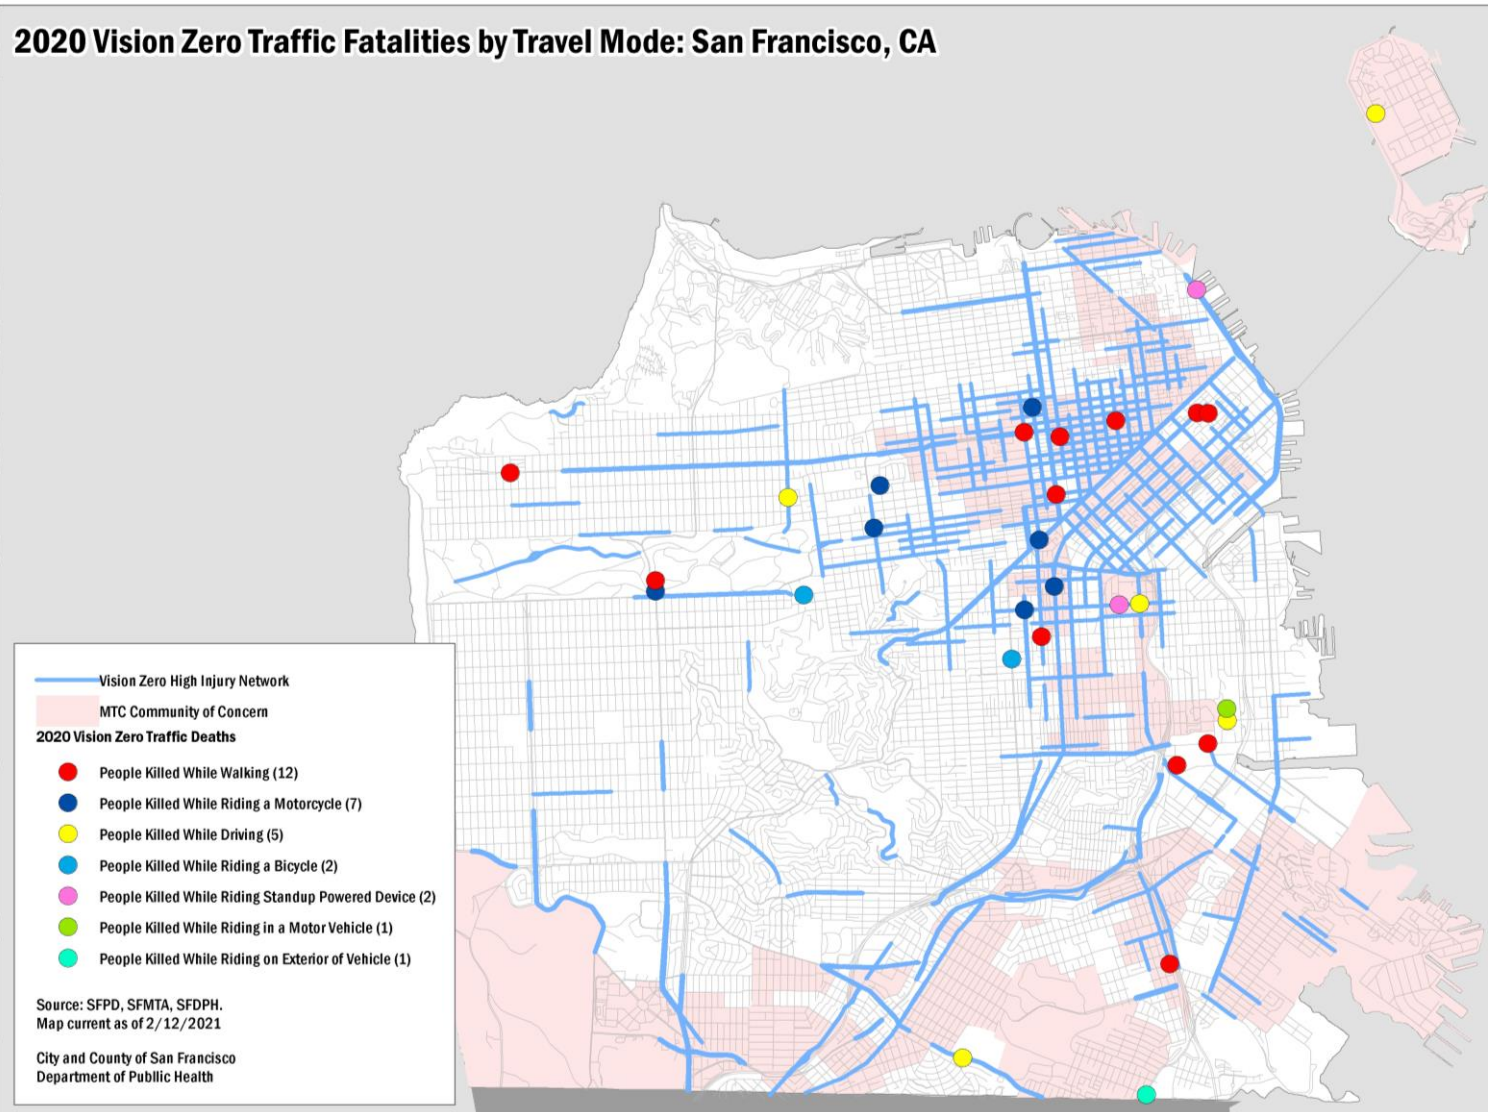 2020 Vision Zero Traffic Fatalities by Travel Mode: San Francisco, CA
Vision Zero High Injury Network
MTC Community of Concern
2020 Vision Zero Traffic Deaths
People Killed While Walking (12)
People Killed While Riding a Motorcycle (7)
People Killed While Driving (5)
People Killed While Riding a Bicycle (2)
People Killed While Riding Standup Powered Device (2)
People Killed While Riding in a Motor Vehicle (1)
People Killed While Riding on Exterior of Vehicle (1)
Source: SFPD, SFMTA, SFDPH.
Map current as of 2/12/2021
City and County of San Francisco
Department of Publlic Health